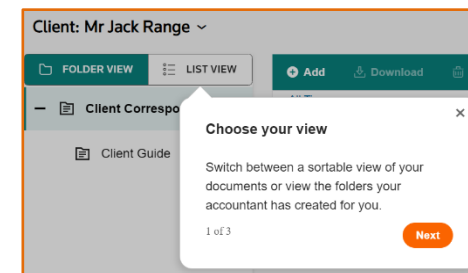 Client: Mr Jack Range
FOLDER VIEW LIST VIEW Add Download
Client Correspo
Choose your view
Client Guide
Switch between a sortable view of your
documents or view the folders your
accountant has created for you.
1 of 3
Next